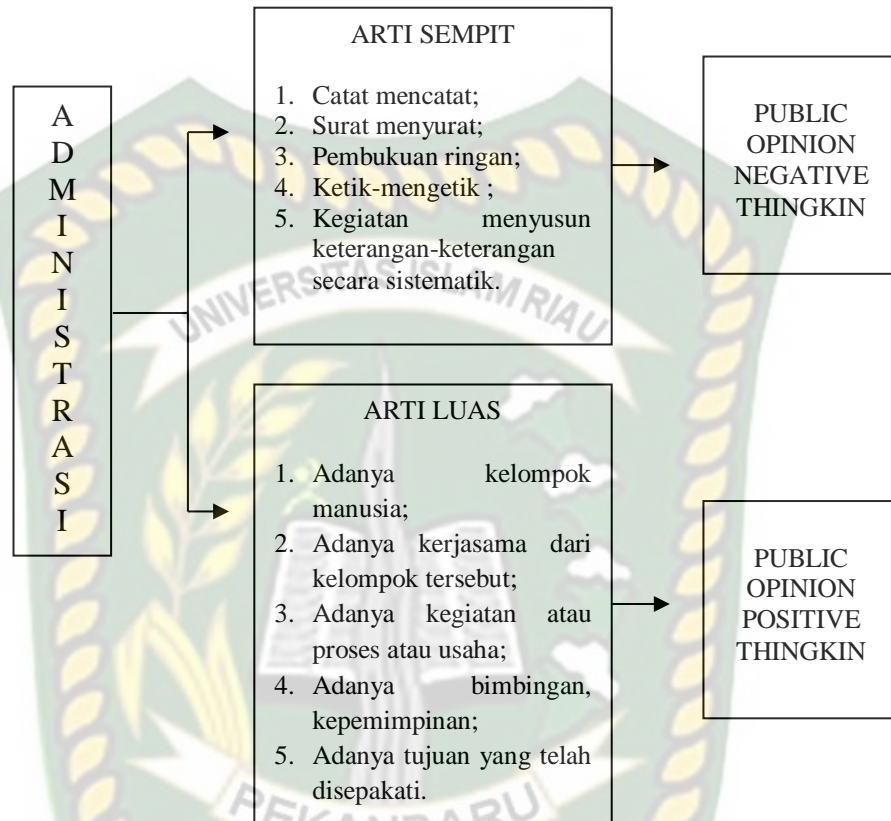 ADMINISTRASI
ARTI SEMPIT
1. Catat mencatat;
2. Surat menyurat;
3. Pembukuan ringan;
4. Ketik-mengetik ;
5. Kegiatan menyusun
keterangan-keterangan
secara sistematik.
PUBLIC
OPINION
NEGATIVE
THINGKIN
ARTI LUAS
1. Adanya kelompok
manusia;
2. Adanya kerjasama dari
kelompok tersebut;
3. Adanya kegiatan atau
proses atau usaha;
4. Adanya bimbingan,
kepemimpinan;
5. Adanya tujuan yang telah
disepakati.
PUBLIC
OPINION
POSITIVE
THINGKIN
UNIVERSITAS ISLAM RIAU
PEKANBARU